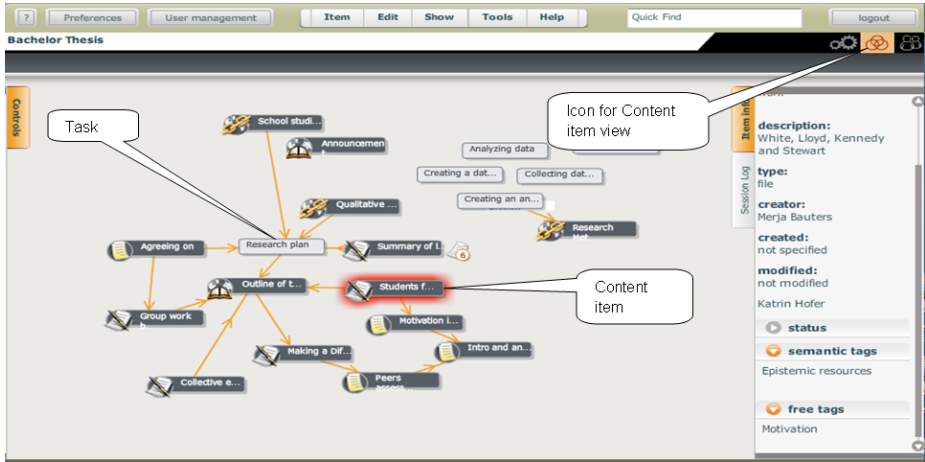 ?
Preferences
User management
Item
Edit
Show
Tools
Help
Quick Find
logout
Bachelor Thesis
Controls
Task
Icon for Content
item view
Item info
Session Log
School studi...
Announcemen
Analyzing data
Creating a dat...
Collecting dat...
Creating an an...
Qualitative ...
Research
Agreeing on
Research plan
Summary of l...
6
Outline of t...
Students f...
Content
item
Group work
Motivation i...
Making a Dif...
Intro and an...
Peers
assess...
Collective e...
description:
White, Lloyd, Kennedy
and Stewart
type:
file
creator:
Merja Bauters
created:
not specified
modified:
not modified
Katrin Hofer
status
semantic tags
Epistemic resources
free tags
Motivation